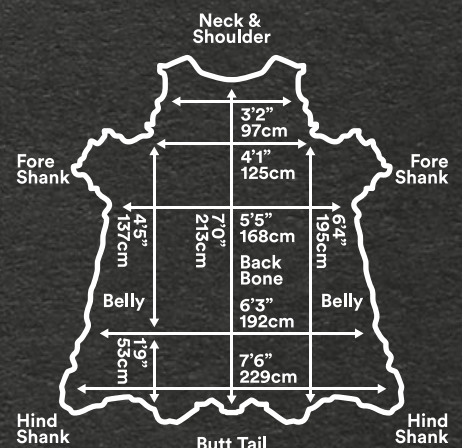 Neck &
Shoulder
3’2”
97cm
4’1”
125cm
Fore
Shank
Fore
Shank
4’5”
137cm
7’0”
213cm
5’5”
168cm
6’4”
195cm
Back
Bone
Belly
Belly
6’3”
192cm
1’9”
53cm
7’6”
229cm
Hind
Shank
Hind
Shank
Butt Tail